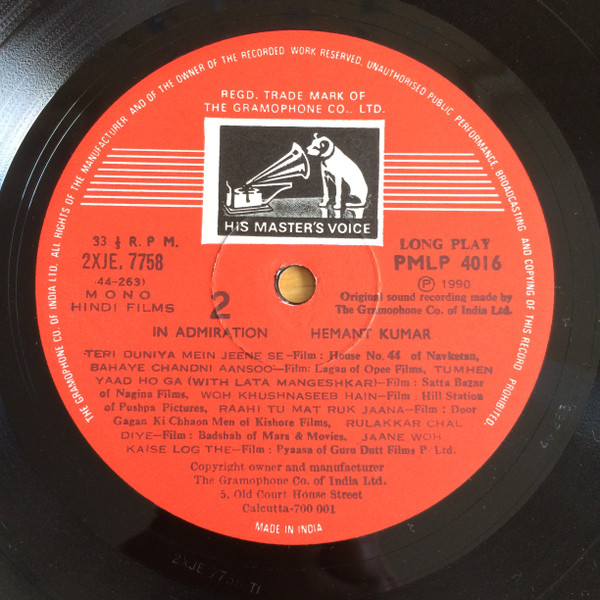 THE GRAMOPHONE CO. OF INDIA LTD. ALL RIGHTS OF THE MANUFACTURER AND OF THE OWNER OF THE RECORDED WORK RESERVED. UNAUTHORISED PUBLIC PERFORMANCE, BROADCASTING AND COPYING OF THIS RECORD PROHIBITED.
REGD. TRADE MARK OF
THE GRAMOPHONE CO., LTD.
HIS MASTER'S VOICE
33 ⅓ R. P. M.
2XJE. 7758
(44-263)
MONO
HINDI FILMS
2
LONG PLAY
PMLP 4016
Ⓟ 1990
Original sound recording made by
The Gramophone Co. of India Ltd.
IN ADMIRATION HEMANT KUMAR
TERI DUNIYA MEIN JEENE SE—Film : House No. 44 of Navketan,
BAHAYE CHANDNI AANSOO—Film: Lagan of Opee Films, TUMHEN
YAAD HO GA (WITH LATA MANGESHKAR)—Film : Satta Bazar
of Nagina Films, WOH KHUSHNASEEB HAIN—Film : Hill Station
of Pushpa Pictures, RAAHI TU MAT RUK JAANA—Film : Door
Gagan Ki Chhaon Men of Kishore Films, RULAKKAR CHAL
DIYE—Film : Badshah of Mars & Movies, JAANE WOH
KAISE LOG THE—Film : Pyaasa of Guru Dutt Films P. Ltd.
Copyright owner and manufacturer
The Gramophone Co. of India Ltd.
5, Old Court House Street
Calcutta-700 001
MADE IN INDIA